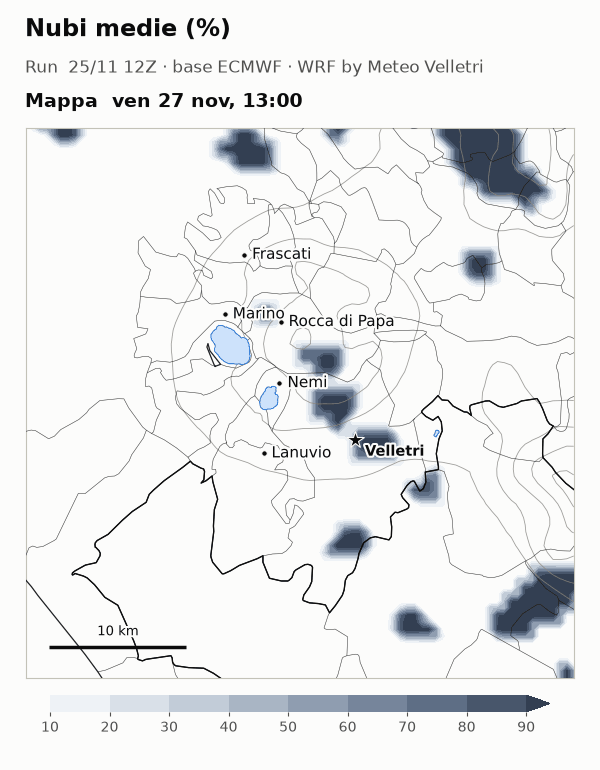 Nubi medie (%)
Run  25/11 12Z · base ECMWF · WRF by Meteo Velletri
Mappa  ven 27 nov, 13:00
Frascati
Marino
Rocca di Papa
Nemi
Velletri
Lanuvio
10 km
10 20 30 40 50 60 70 80 90